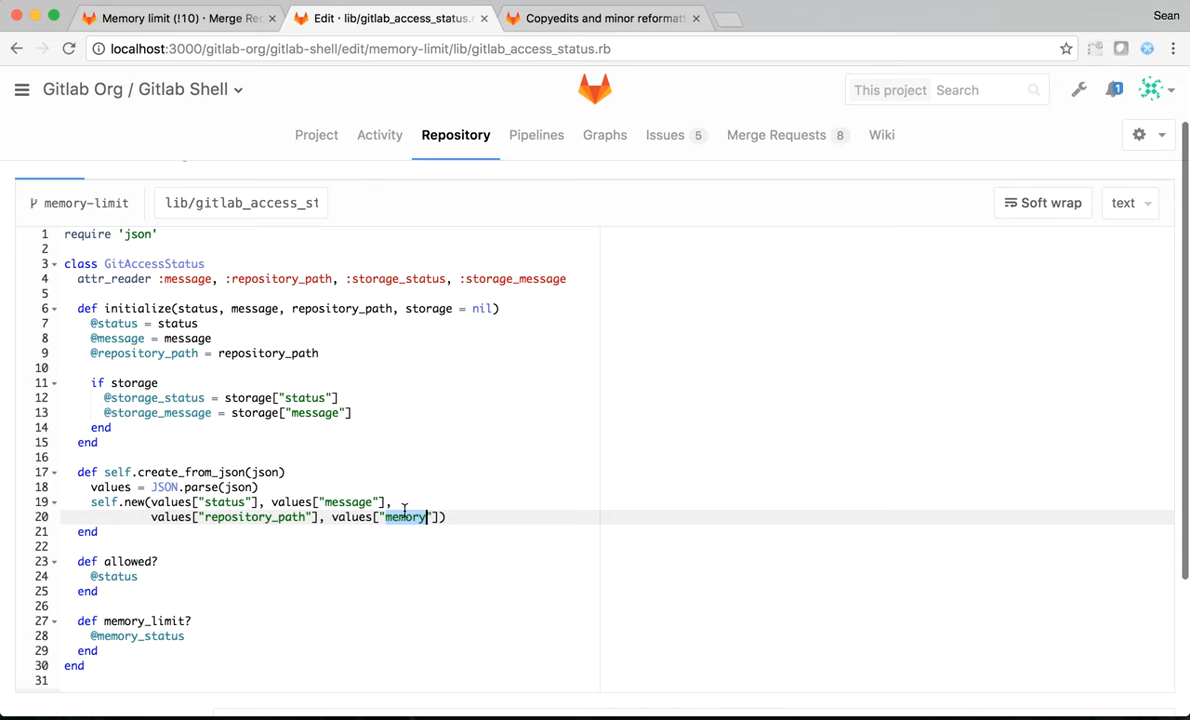 Memory limit (!10) · Merge Re
Edit · lib/gitlab_access_status.
Copyedits and minor reformat
Sean
localhost:3000/gitlab-org/gitlab-shell/edit/memory-limit/lib/gitlab_access_status.rb
Gitlab Org / Gitlab Shell
This project Search
1
Project Activity Repository Pipelines Graphs Issues 5 Merge Requests 8 Wiki
memory-limit lib/gitlab_access_st Soft wrap text
1 require 'json'
2
3 class GitAccessStatus
4 attr_reader :message, :repository_path, :storage_status, :storage_message
5
6 def initialize(status, message, repository_path, storage = nil)
7 @status = status
8 @message = message
9 @repository_path = repository_path
10
11 if storage
12 @storage_status = storage["status"]
13 @storage_message = storage["message"]
14 end
15 end
16
17 def self.create_from_json(json)
18 values = JSON.parse(json)
19 self.new(values["status"], values["message"],
20 values["repository_path"], values["memory"])
21 end
22
23 def allowed?
24 @status
25 end
26
27 def memory_limit?
28 @memory_status
29 end
30 end
31